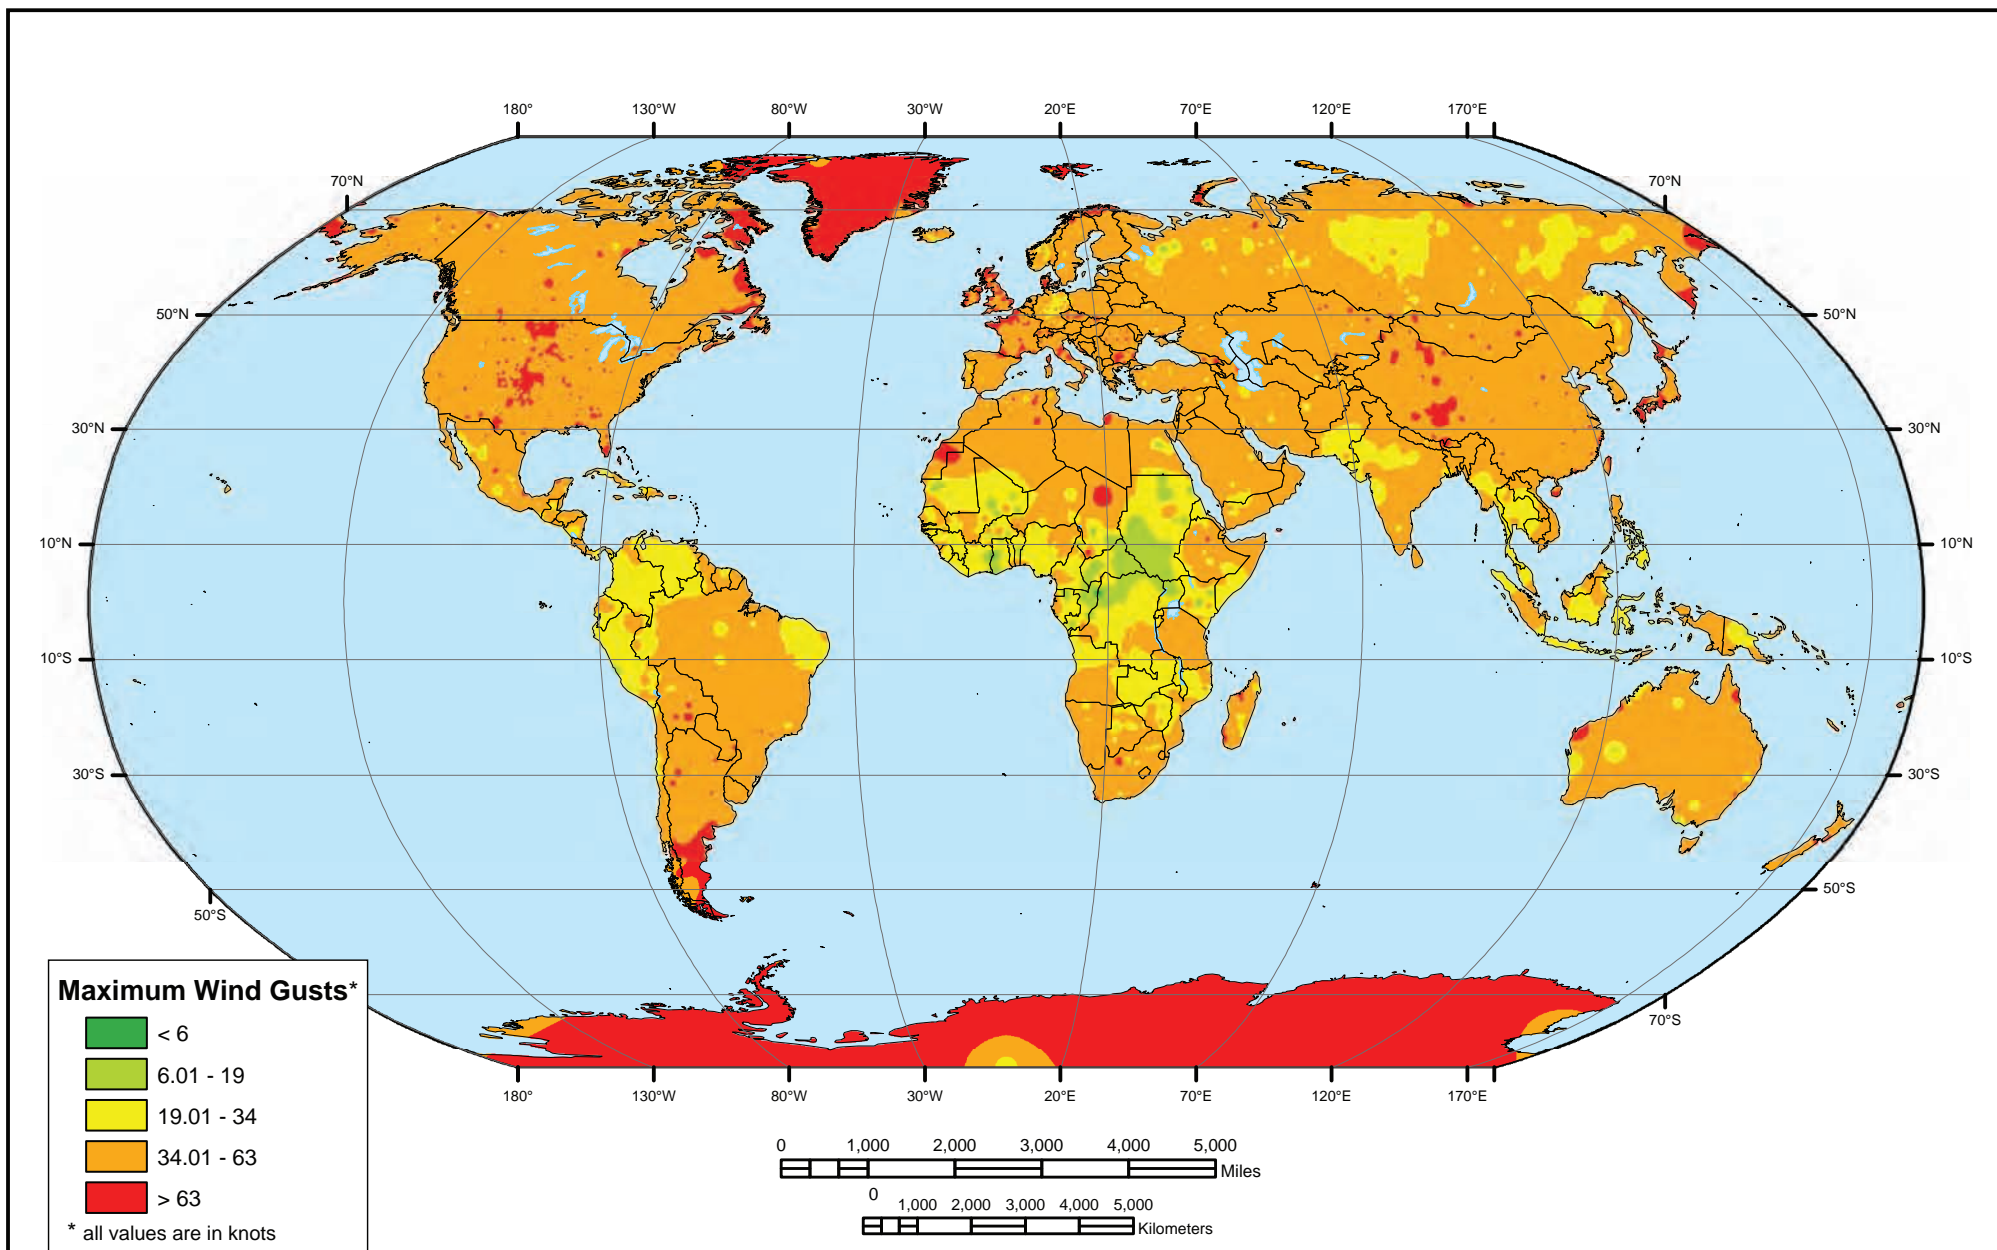 180° 130°W 80°W 30°W 20°E 70°E 120°E 170°E
70°N 70°N
50°N 50°N
30°N 30°N
10°N 10°N
10°S 10°S
30°S 30°S
50°S 50°S
70°S
180° 130°W 80°W 30°W 20°E 70°E 120°E 170°E
Maximum Wind Gusts*
< 6
6.01 - 19
19.01 - 34
34.01 - 63
> 63
* all values are in knots
0 1,000 2,000 3,000 4,000 5,000
Miles
0 1,000 2,000 3,000 4,000 5,000
Kilometers